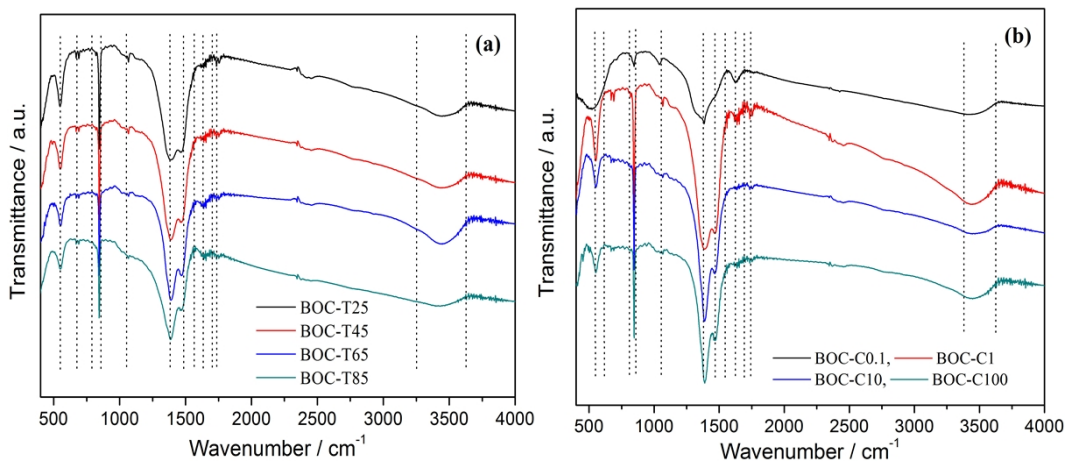 (a)
Transmittance / a.u.
BOC-T25
BOC-T45
BOC-T65
BOC-T85
500 1000 1500 2000 2500 3000 3500 4000
Wavenumber / cm-1
(b)
Transmittance / a.u.
BOC-C0.1, BOC-C1
BOC-C10, BOC-C100
500 1000 1500 2000 2500 3000 3500 4000
Wavenumber / cm-1